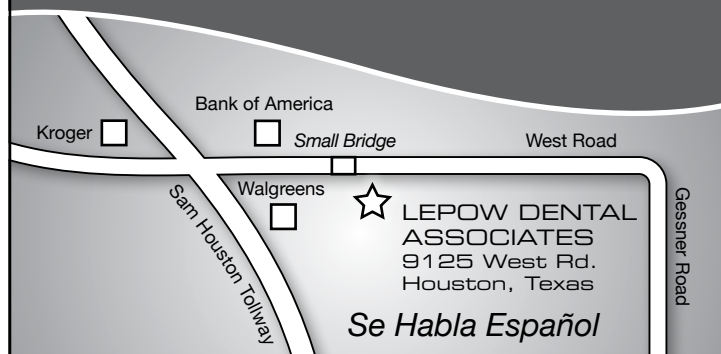 Bank of America
Kroger
Small Bridge
West Road
Walgreens
Sam Houston Tollway
LEPOW DENTAL
ASSOCIATES
9125 West Rd.
Houston, Texas
Gessner Road
Se Habla Español